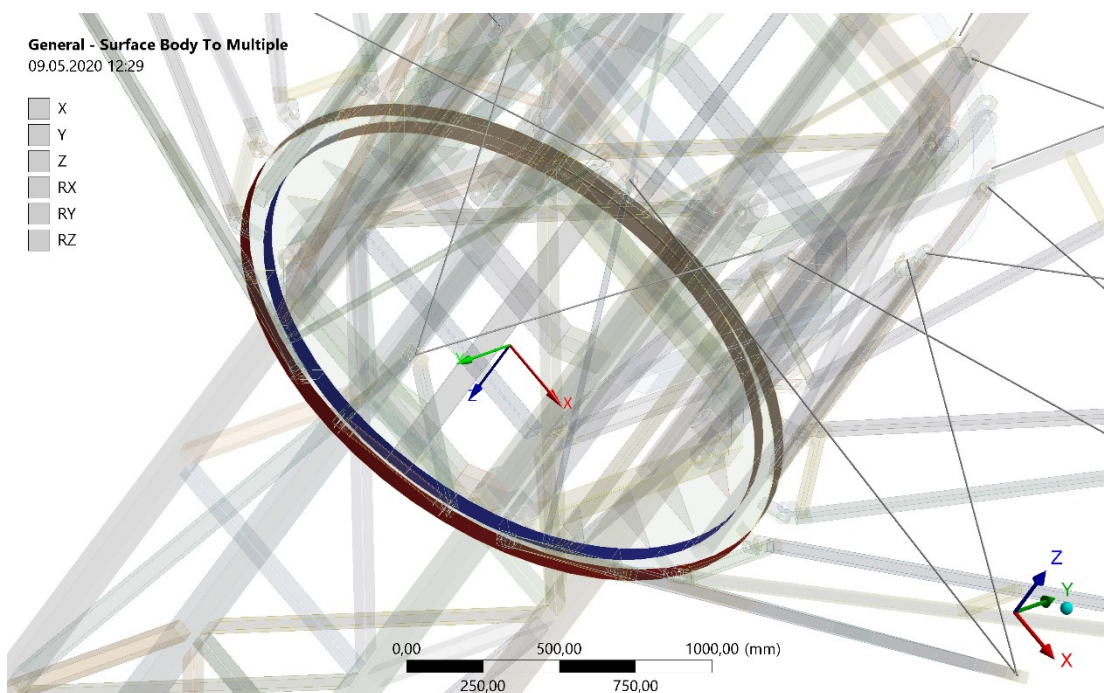 General - Surface Body To Multiple
09.05.2020 12:29
X
Y
Z
RX
RY
RZ
Y
Z
X
Z
Y
X
0,00 500,00 1000,00 (mm)
250,00 750,00